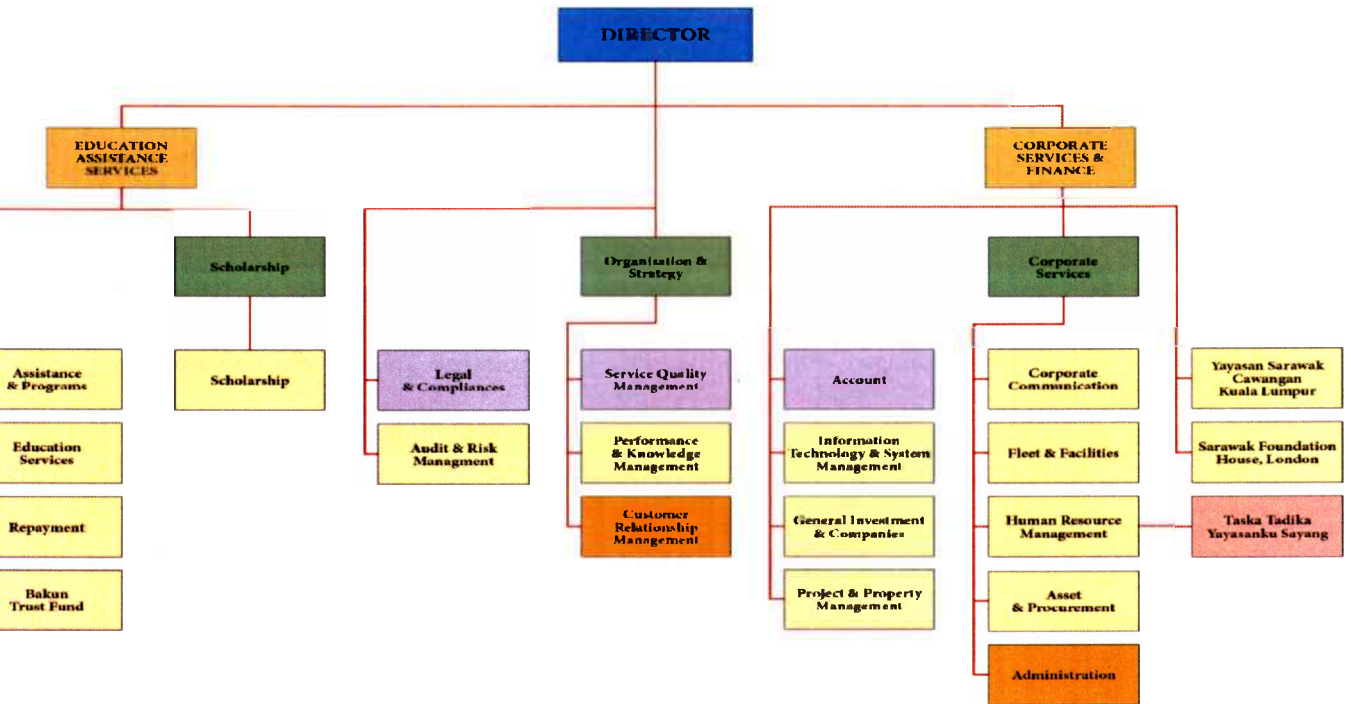 DIRECTOR
EDUCATION
ASSISTANCE
SERVICES
CORPORATE
SERVICES &
FINANCE
Scholarship
Organisation &
Strategy
Corporate
Services
Assistance
& Programs
Scholarship
Legal
& Compliances
Service Quality
Management
Account
Corporate
Communication
Yayasan Sarawak
Cawangan
Kuala Lumpur
Education
Services
Audit & Risk
Managment
Performance
& Knowledge
Management
Information
Technology & System
Management
Fleet & Facilities
Sarawak Foundation
House, London
Repayment
Customer
Relationship
Management
General Investment
& Companies
Human Resource
Management
Taska Tadika
Yayasanku Sayang
Bakun
Trust Fund
Project & Property
Management
Asset
& Procurement
Administration